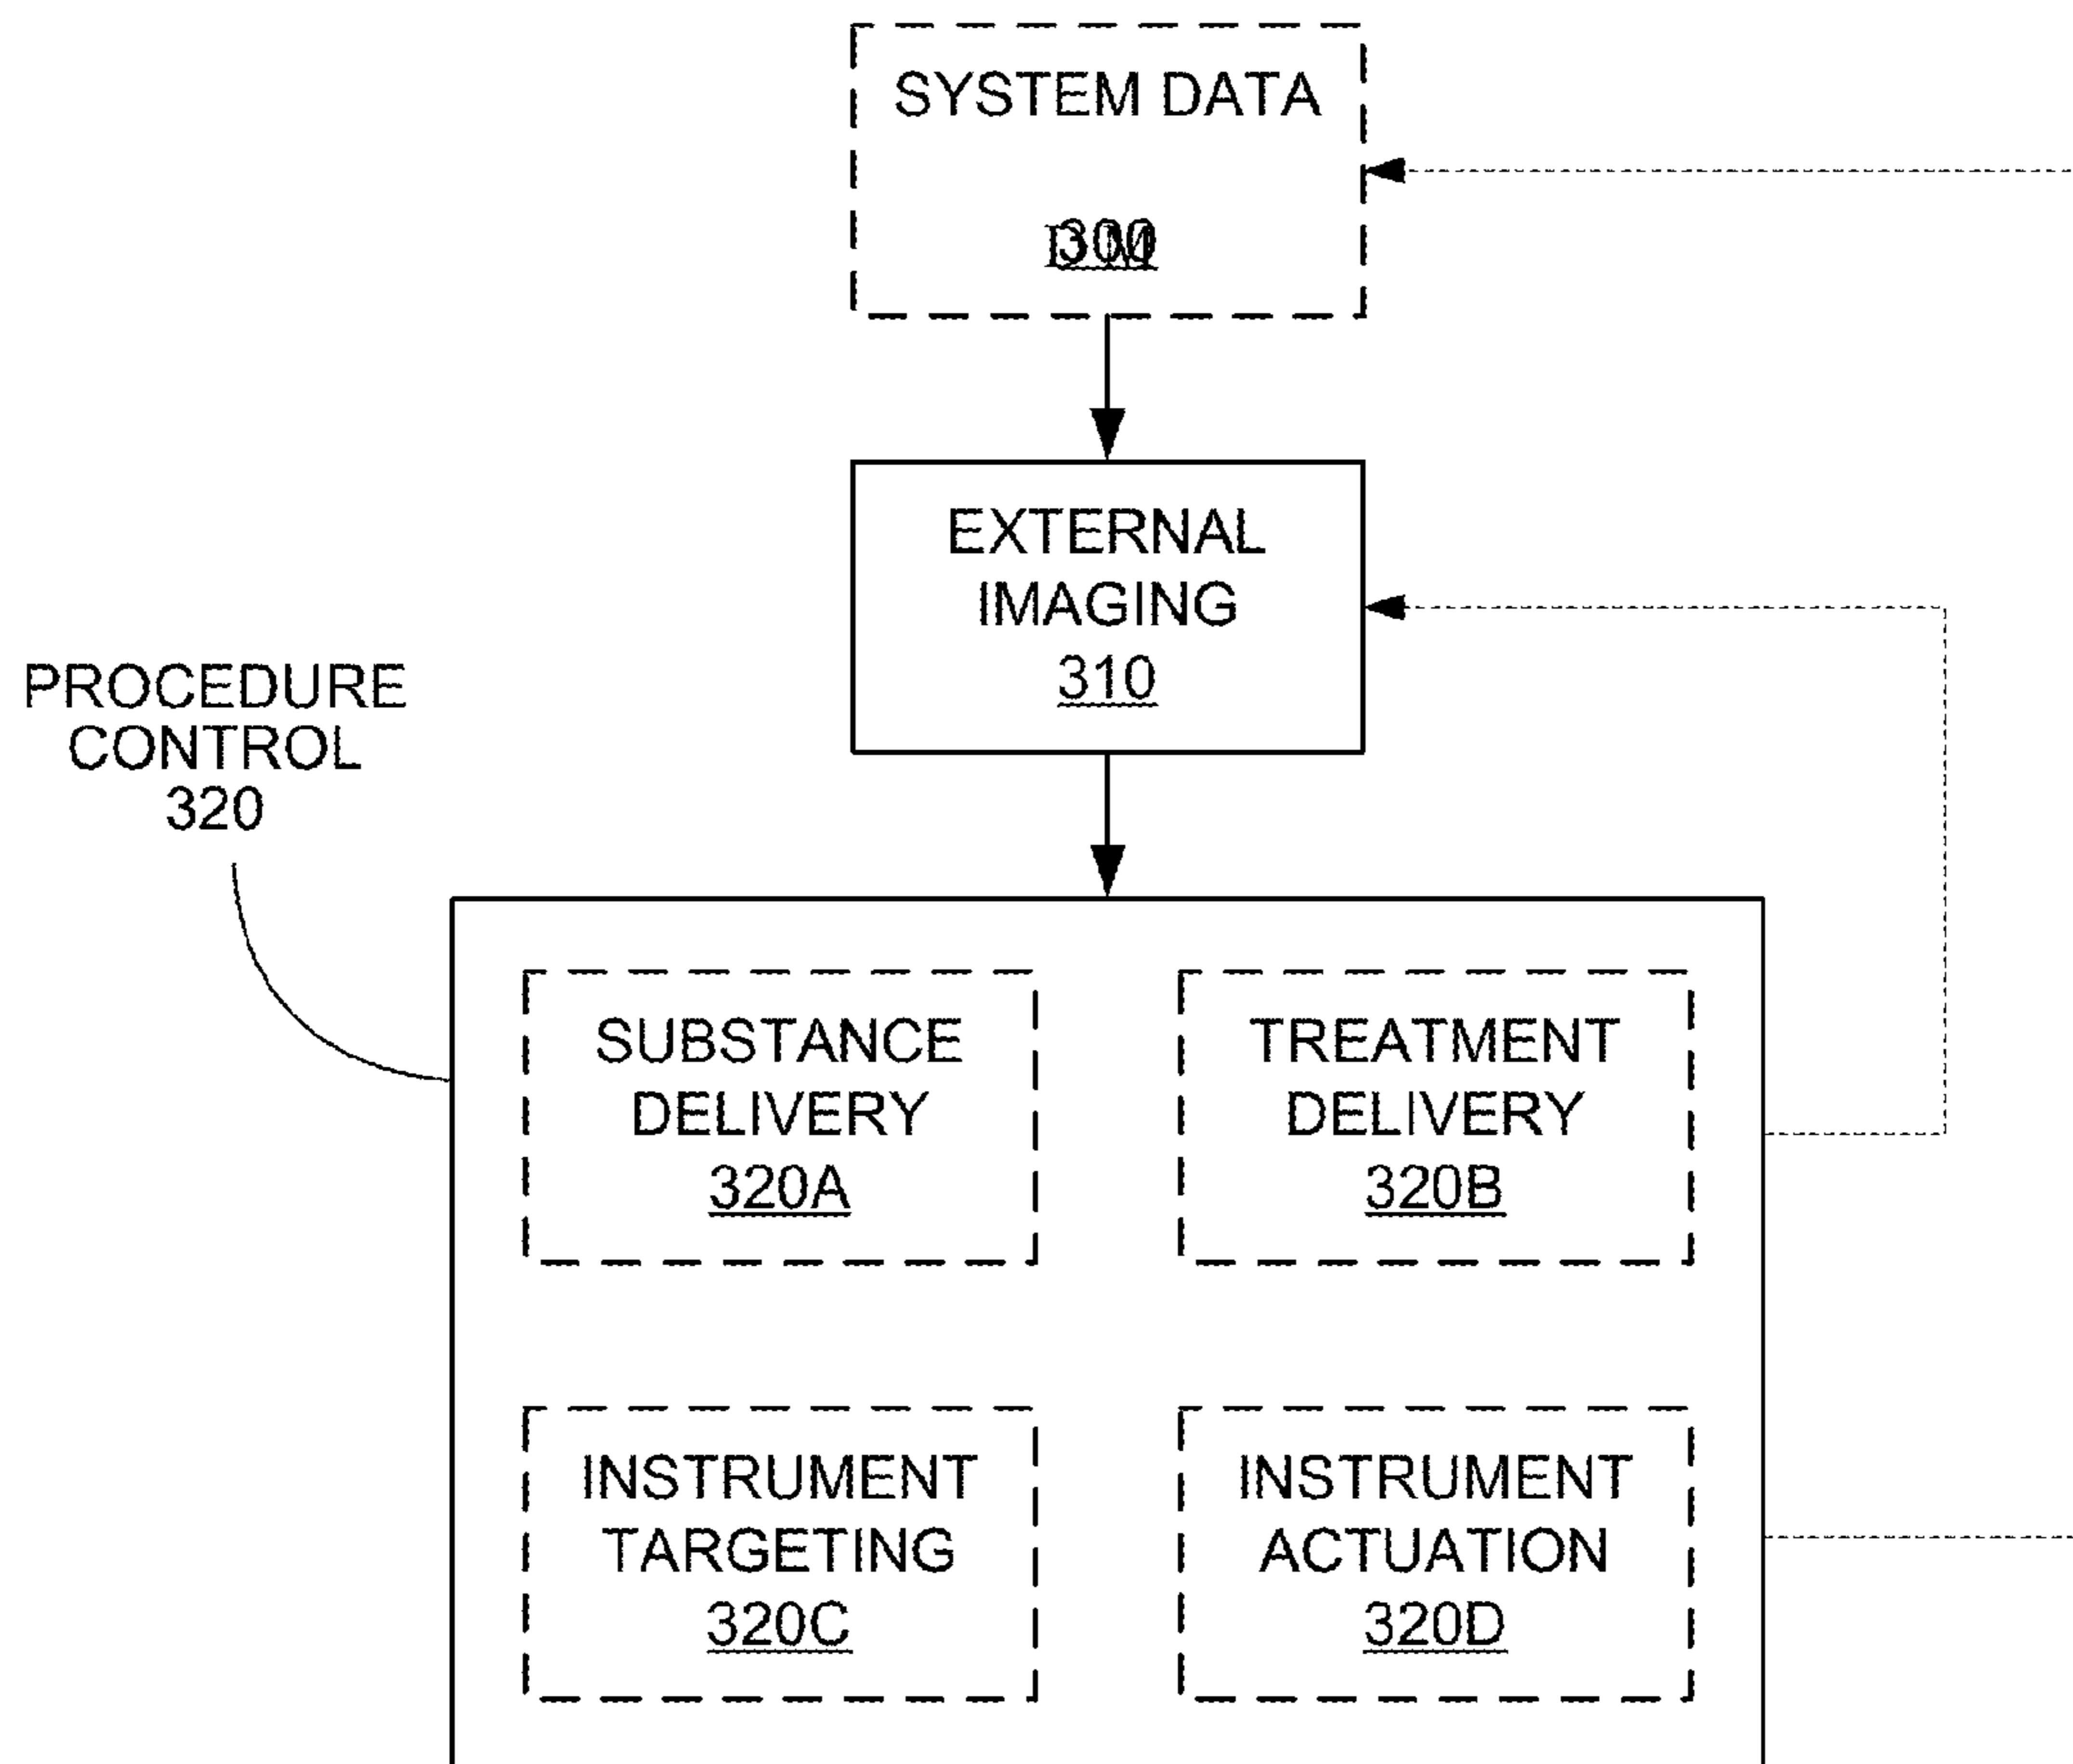 SYSTEM DATA
300
EXTERNAL
IMAGING
310
PROCEDURE
CONTROL
320
SUBSTANCE
DELIVERY
320A
TREATMENT
DELIVERY
320B
INSTRUMENT
TARGETING
320C
INSTRUMENT
ACTUATION
320D